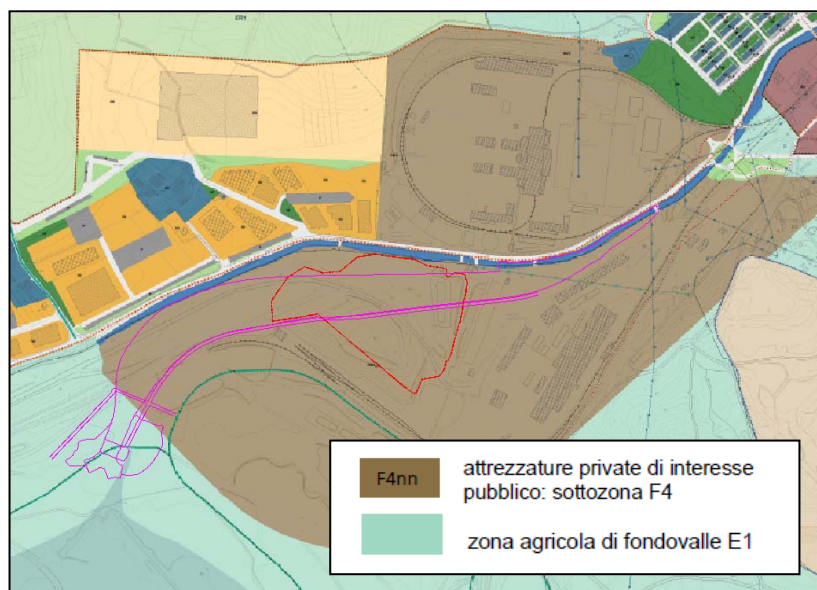 F4nn
attrezzature private di interesse
pubblico: sottozona F4
zona agricola di fondovalle E1